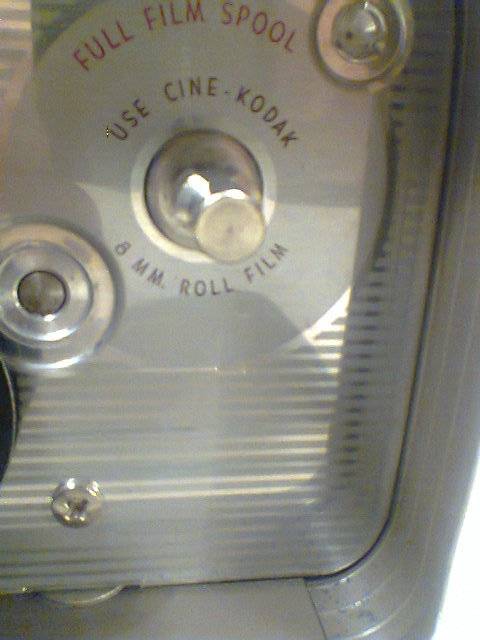 FULL FILM SPOOL
USE CINE-KODAK
8 MM. ROLL FILM